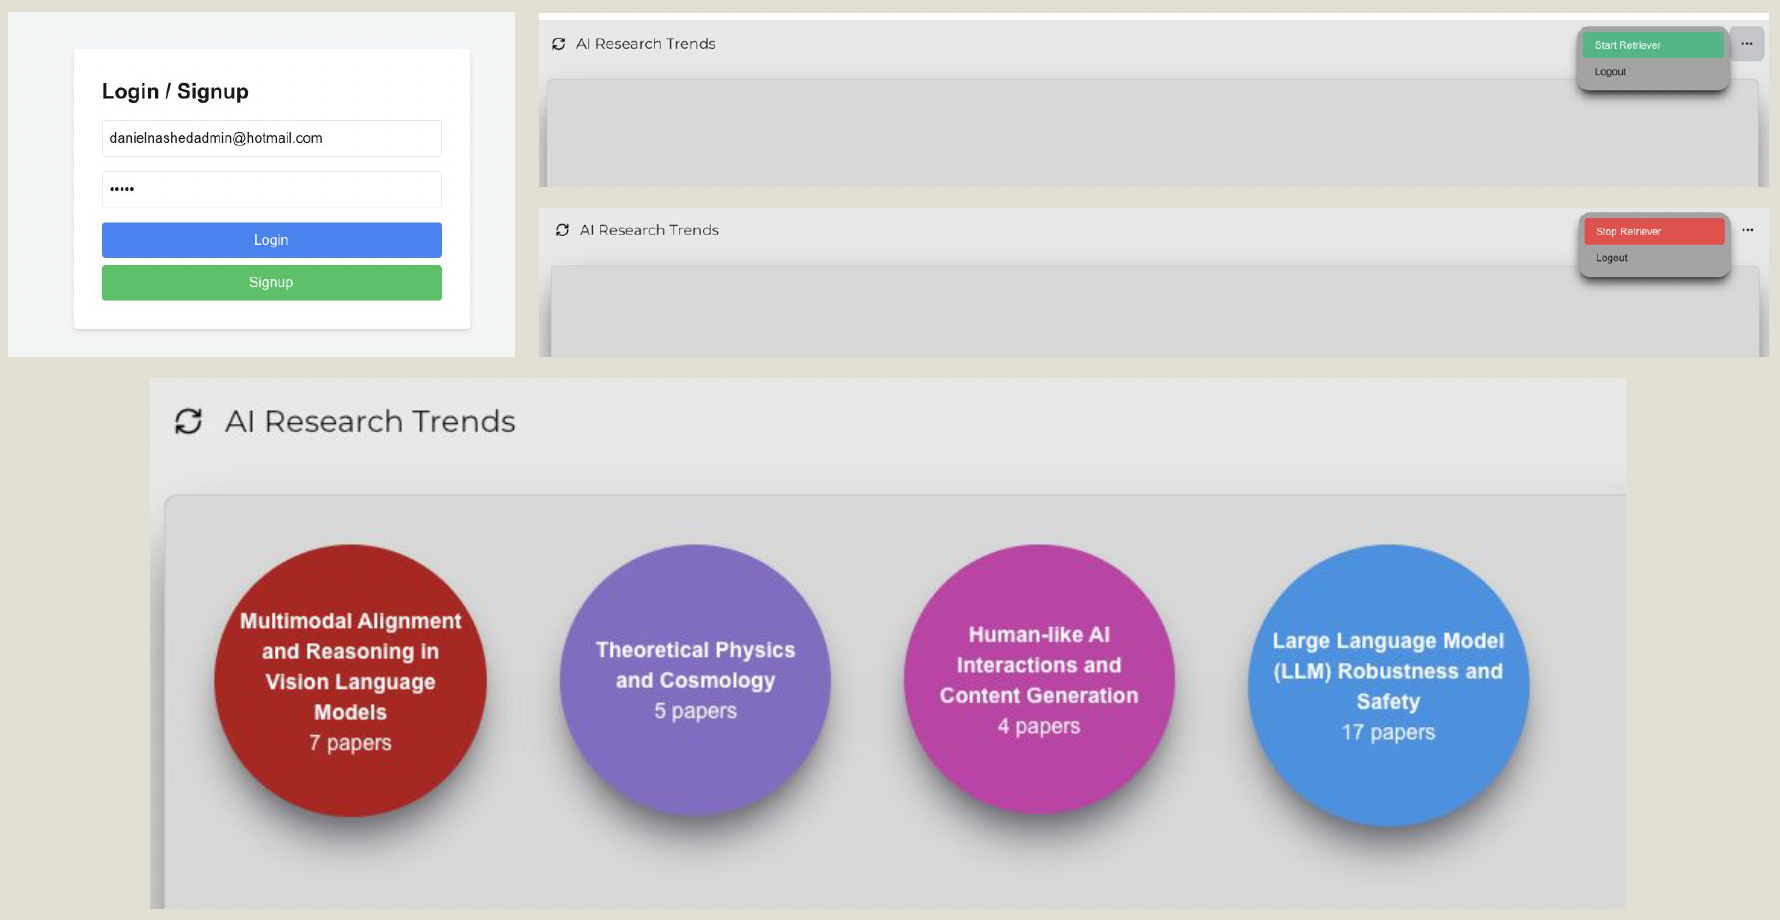 Login / Signup
danielnashedadmin@hotmail.com
•••••
Login
Signup
AI Research Trends
Start Retriever
Logout
AI Research Trends
Stop Retriever
Logout
AI Research Trends
Multimodal Alignment
and Reasoning in
Vision Language
Models
7 papers
Theoretical Physics
and Cosmology
5 papers
Human-like AI
Interactions and
Content Generation
4 papers
Large Language Model
(LLM) Robustness and
Safety
17 papers